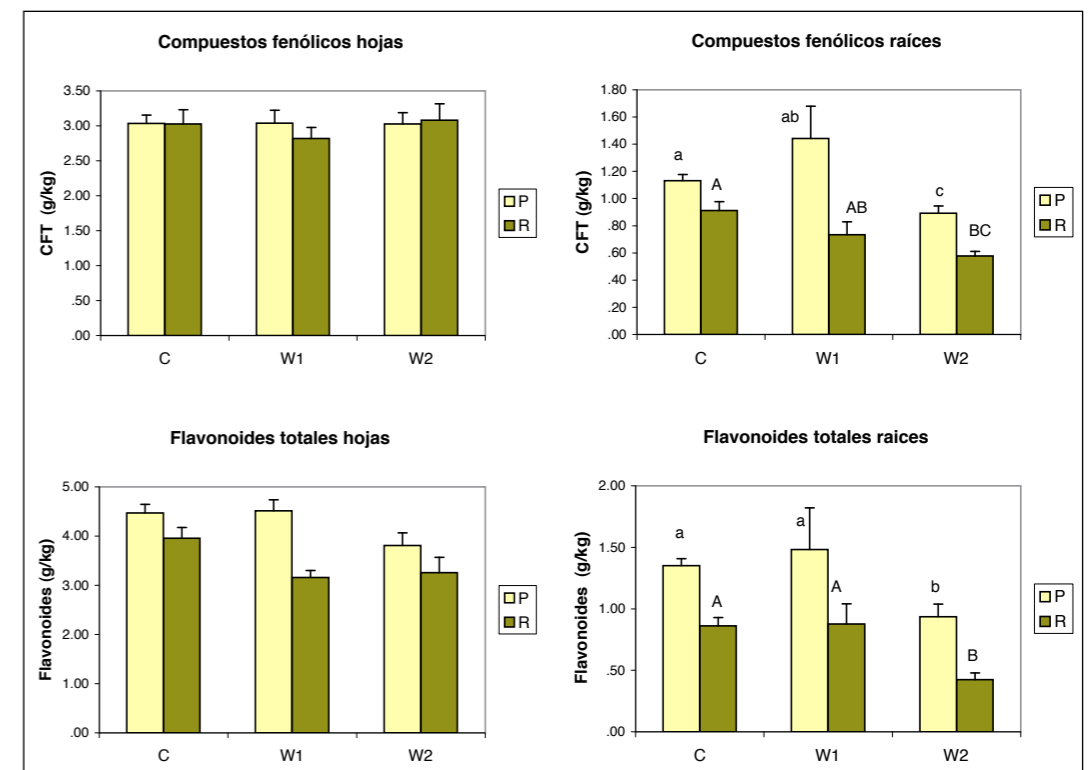 Compuestos fenólicos hojas
3.50
3.00
2.50
2.00
1.50
1.00
.50
.00
CFT (g/kg)
C W1 W2
P
R
Compuestos fenólicos raíces
1.80
1.60
1.40
1.20
1.00
0.80
.60
.40
.20
.00
CFT (g/kg)
a
A
ab
AB
c
BC
C W1 W2
P
R
Flavonoides totales hojas
5.00
4.00
3.00
2.00
1.00
.00
Flavonoides (g/kg)
C W1 W2
P
R
Flavonoides totales raices
2.00
1.50
1.00
.50
.00
Flavonoides (g/kg)
a
A
a
A
b
B
C W1 W2
P
R